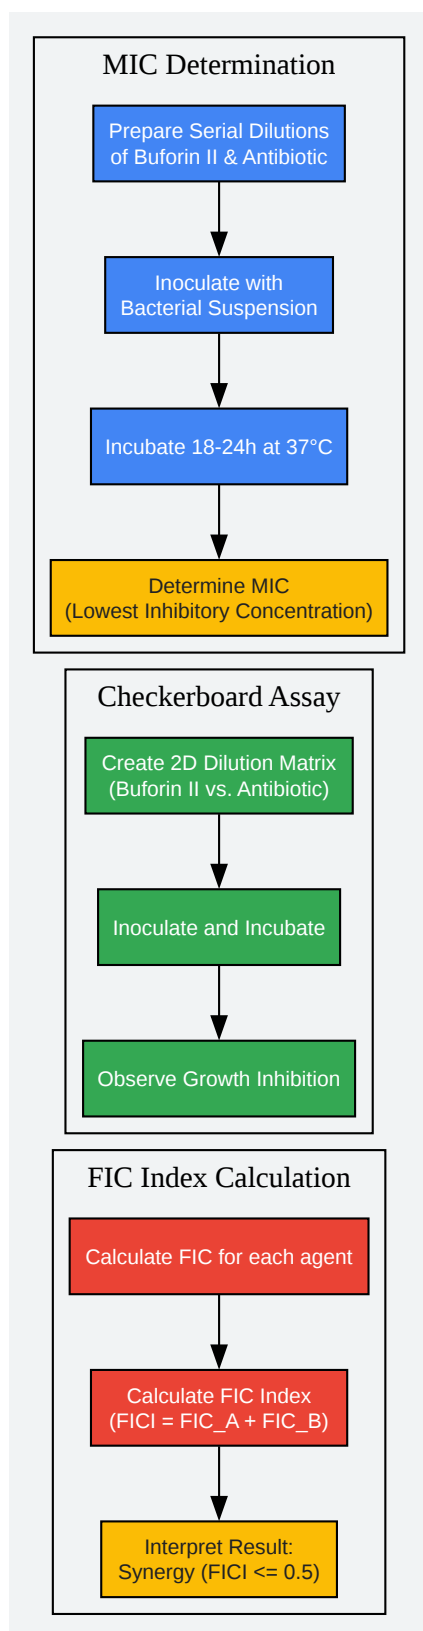 MIC Determination
Prepare Serial Dilutions
of Buforin II & Antibiotic
Inoculate with
Bacterial Suspension
Incubate 18-24h at 37°C
Determine MIC
(Lowest Inhibitory Concentration)
Checkerboard Assay
Create 2D Dilution Matrix
(Buforin II vs. Antibiotic)
Inoculate and Incubate
Observe Growth Inhibition
FIC Index Calculation
Calculate FIC for each agent
Calculate FIC Index
(FICI = FIC_A + FIC_B)
Interpret Result:
Synergy (FICI <= 0.5)